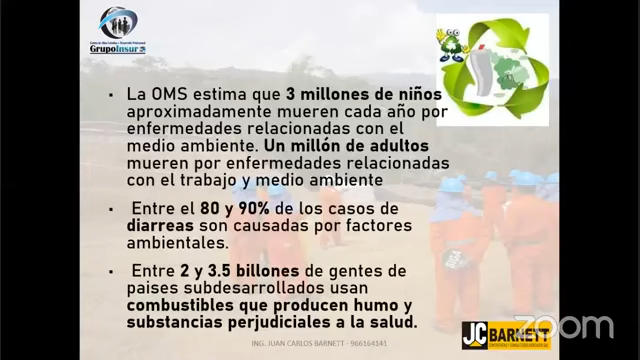 GrupoInsur
▪ La OMS estima que 3 millones de niños
aproximadamente mueren cada año por
enfermedades relacionadas con el
medio ambiente. Un millón de adultos
mueren por enfermedades relacionadas
con el trabajo y medio ambiente
▪ Entre el 80 y 90% de los casos de
diarreas son causadas por factores
ambientales.
▪ Entre 2 y 3.5 billones de gentes de
paises subdesarrollados usan
combustibles que producen humo y
substancias perjudiciales a la salud.
ING. JUAN CARLOS BARNETT - 966164141
JC BARNETT
zoom